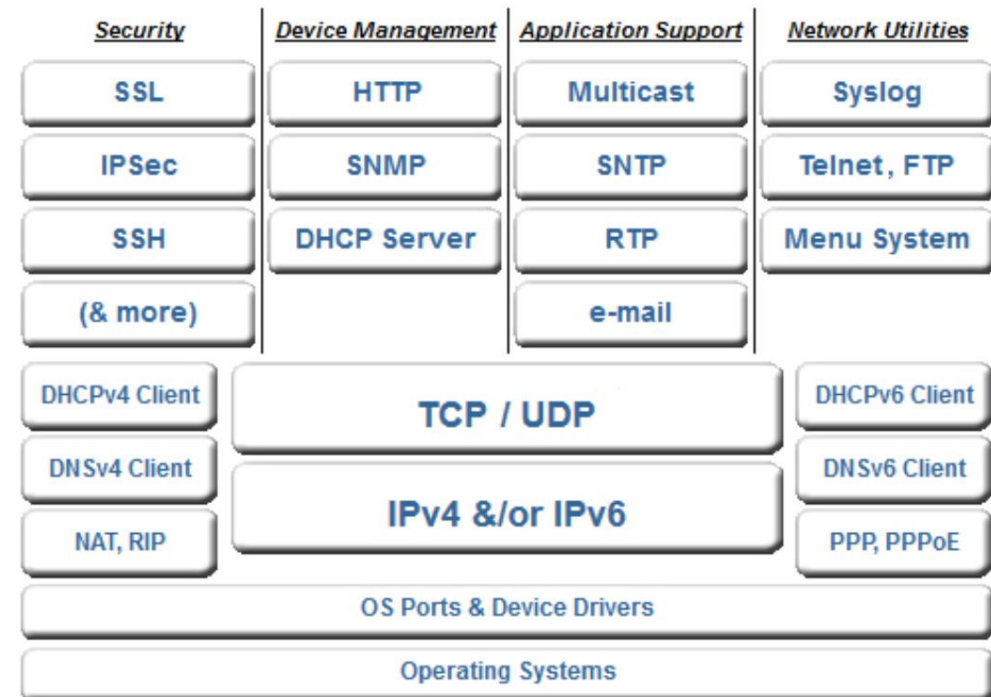 Security Device Management Application Support Network Utilities
SSL HTTP Multicast Syslog
IPSec SNMP SNTP Telnet, FTP
SSH DHCP Server RTP Menu System
(& more) e-mail
DHCPv4 Client TCP / UDP DHCPv6 Client
DNSv4 Client DNSv6 Client
IPv4 &/or IPv6
NAT, RIP PPP, PPPoE
OS Ports & Device Drivers
Operating Systems